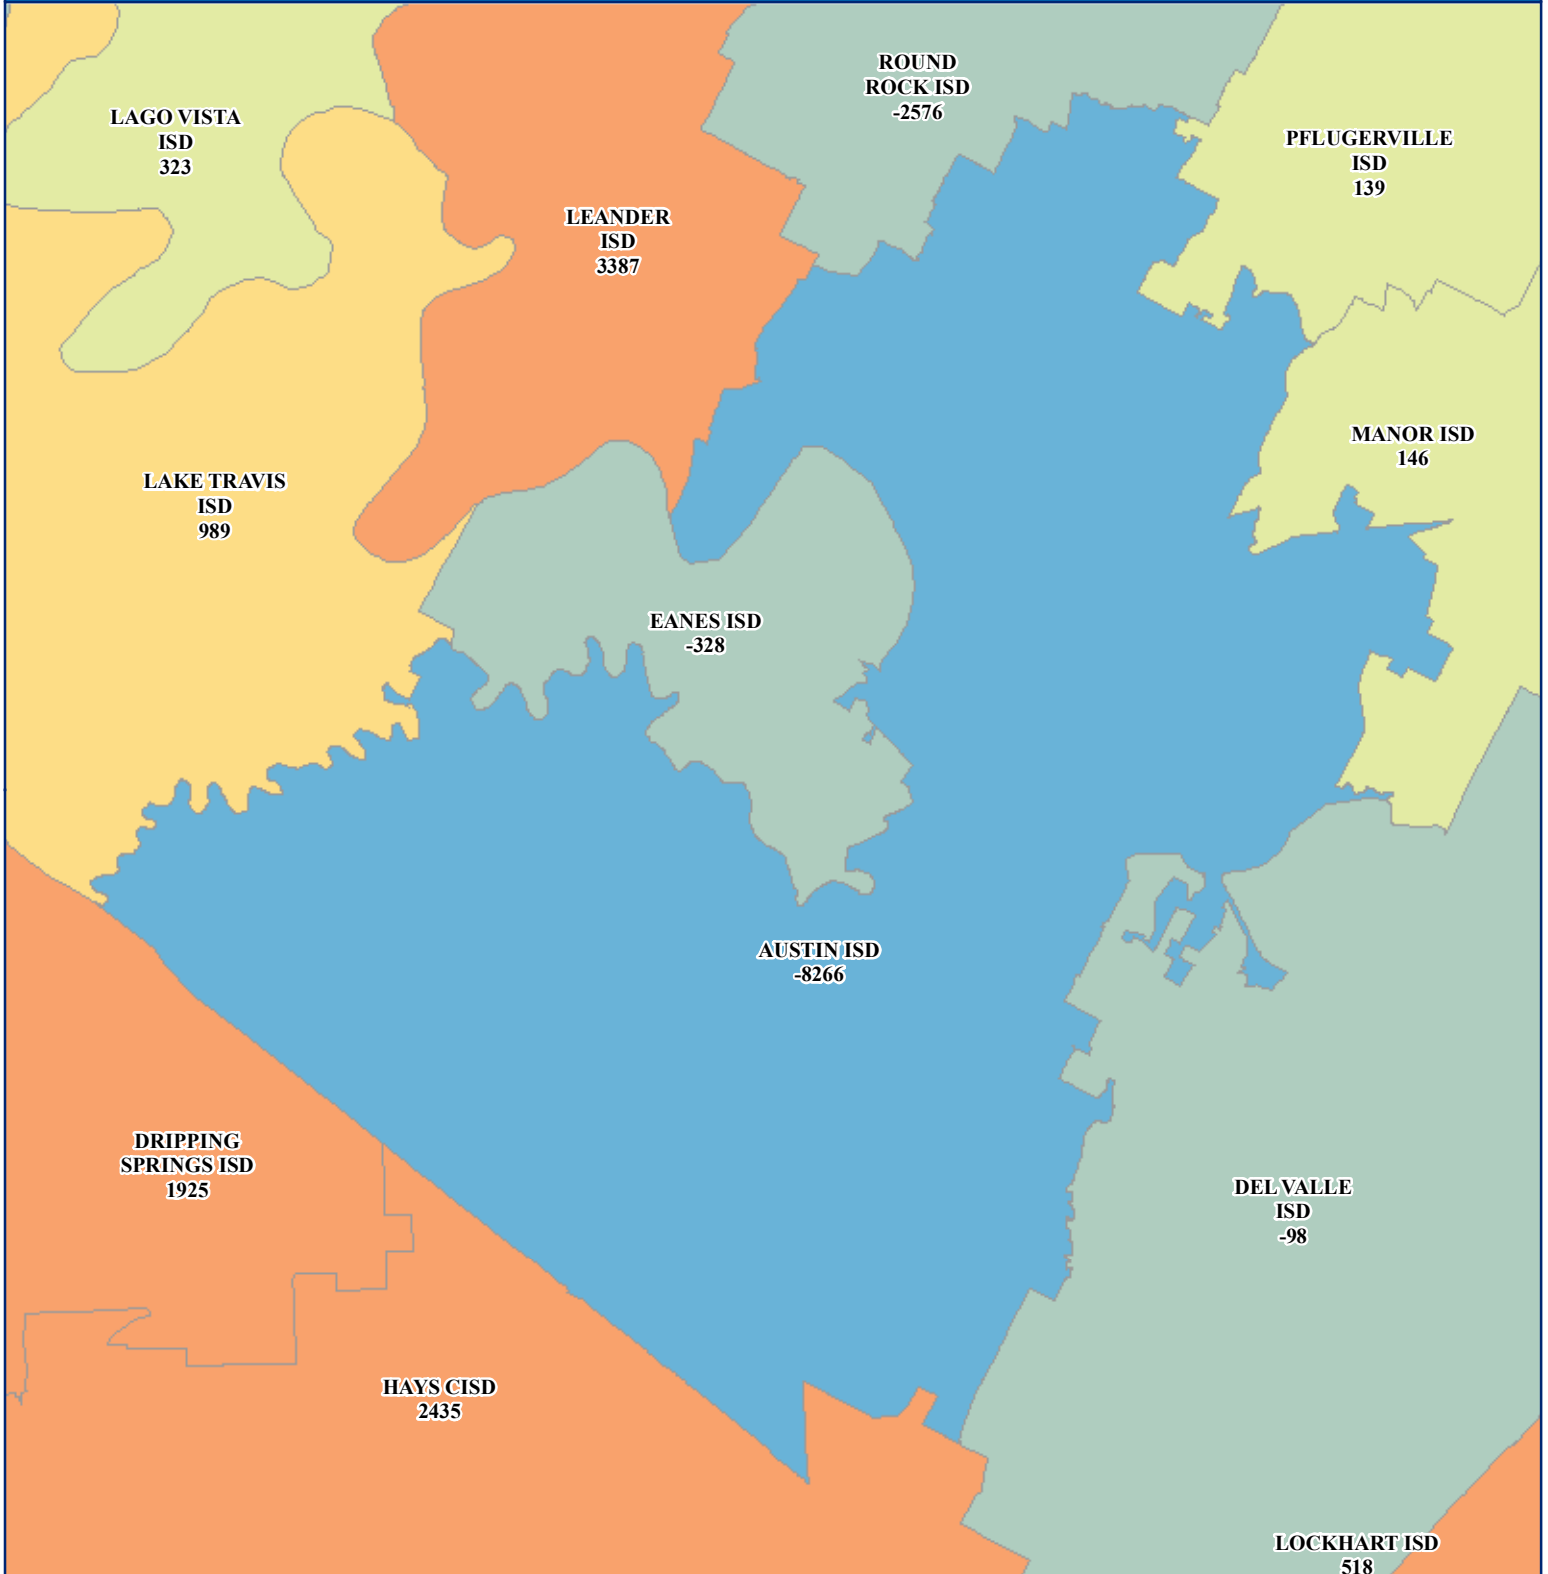 ROUND
ROCK ISD
-2576
LAGO VISTA
ISD
323
PFLUGERVILLE
ISD
139
LEANDER
ISD
3387
MANOR ISD
146
LAKE TRAVIS
ISD
989
EANES ISD
-328
AUSTIN ISD
-8266
DRIPPING
SPRINGS ISD
1925
DEL VALLE
ISD
-98
HAYS CISD
2435
LOCKHART ISD
518